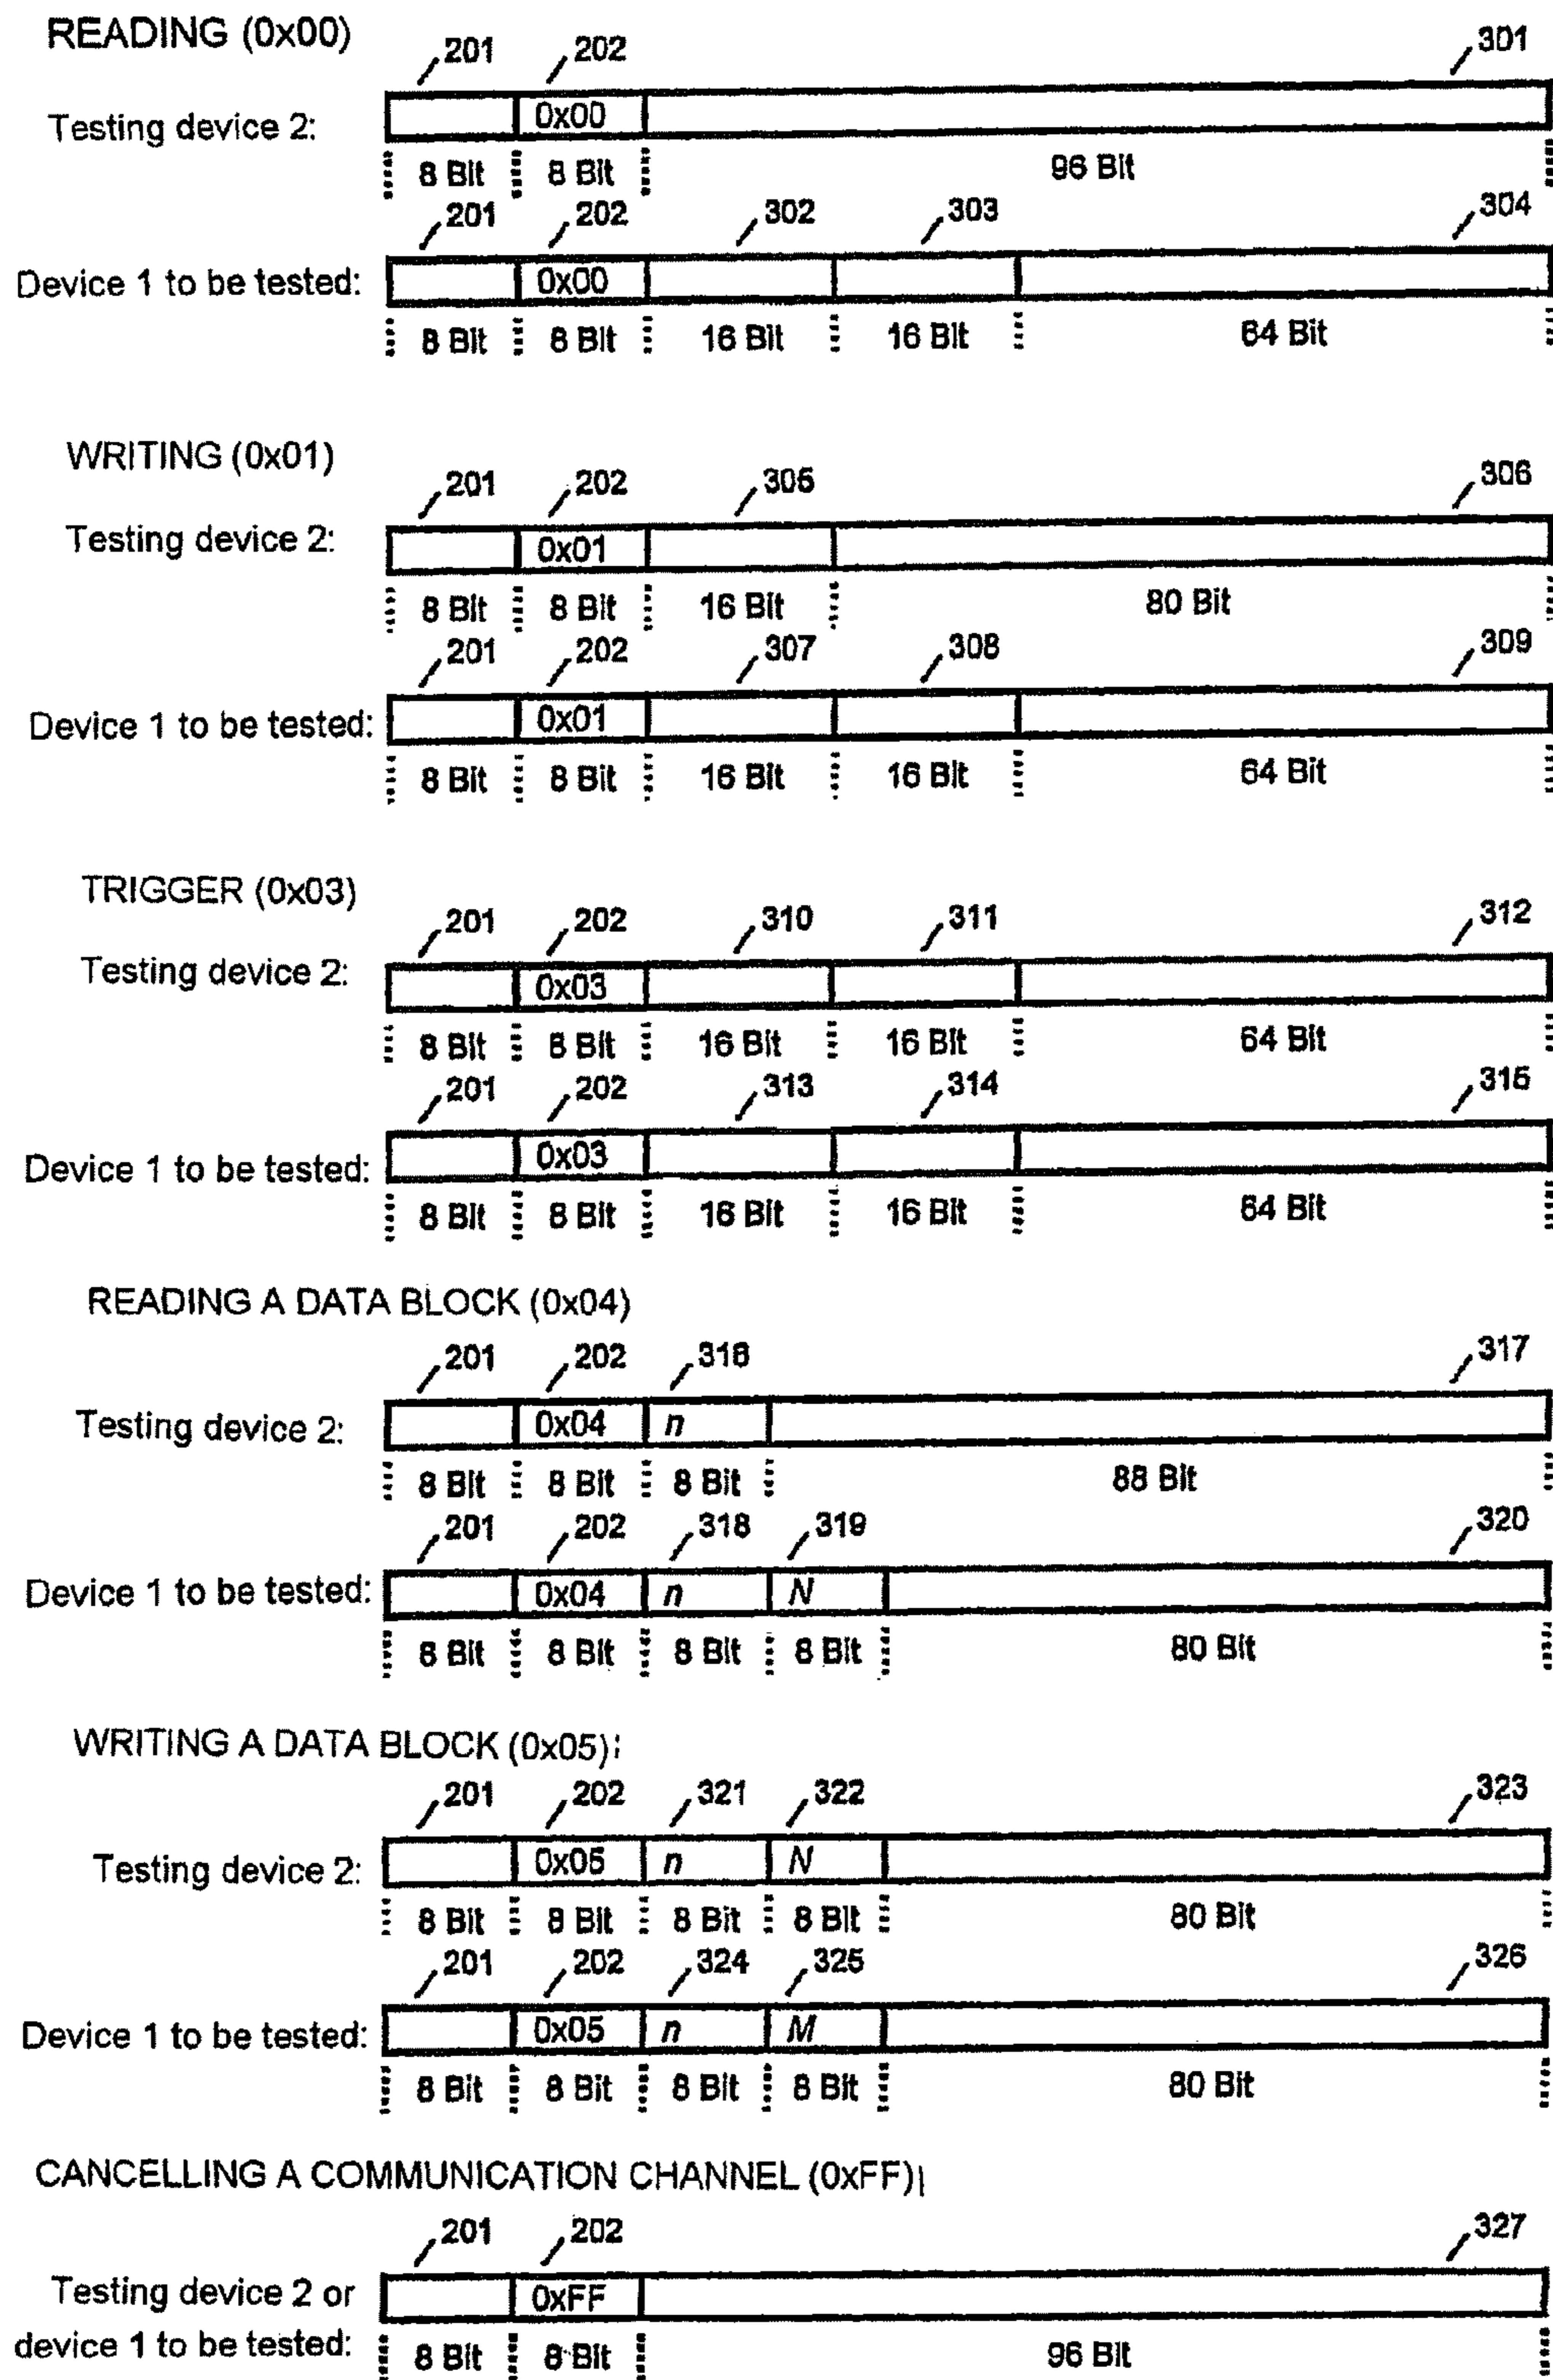 READING (0x00)
201 202 301
Testing device 2: 0x00
8 Bit 8 Bit 96 Bit
201 202 302 303 304
Device 1 to be tested: 0x00
8 Bit 8 Bit 16 Bit 16 Bit 64 Bit
WRITING (0x01)
201 202 305 306
Testing device 2: 0x01
8 Bit 8 Bit 16 Bit 80 Bit
201 202 307 308 309
Device 1 to be tested: 0x01
8 Bit 8 Bit 16 Bit 16 Bit 64 Bit
TRIGGER (0x03)
201 202 310 311 312
Testing device 2: 0x03
8 Bit 8 Bit 16 Bit 16 Bit 64 Bit
201 202 313 314 315
Device 1 to be tested: 0x03
8 Bit 8 Bit 16 Bit 16 Bit 64 Bit
READING A DATA BLOCK (0x04)
201 202 316 317
Testing device 2: 0x04 n
8 Bit 8 Bit 8 Bit 88 Bit
201 202 318 319 320
Device 1 to be tested: 0x04 n N
8 Bit 8 Bit 8 Bit 8 Bit 80 Bit
WRITING A DATA BLOCK (0x05):
201 202 321 322 323
Testing device 2: 0x05 n N
8 Bit 8 Bit 8 Bit 8 Bit 80 Bit
201 202 324 325 326
Device 1 to be tested: 0x05 n M
8 Bit 8 Bit 8 Bit 8 Bit 80 Bit
CANCELLING A COMMUNICATION CHANNEL (0xFF)
201 202 327
Testing device 2 or 0xFF
device 1 to be tested:
8 Bit 8 Bit 96 Bit